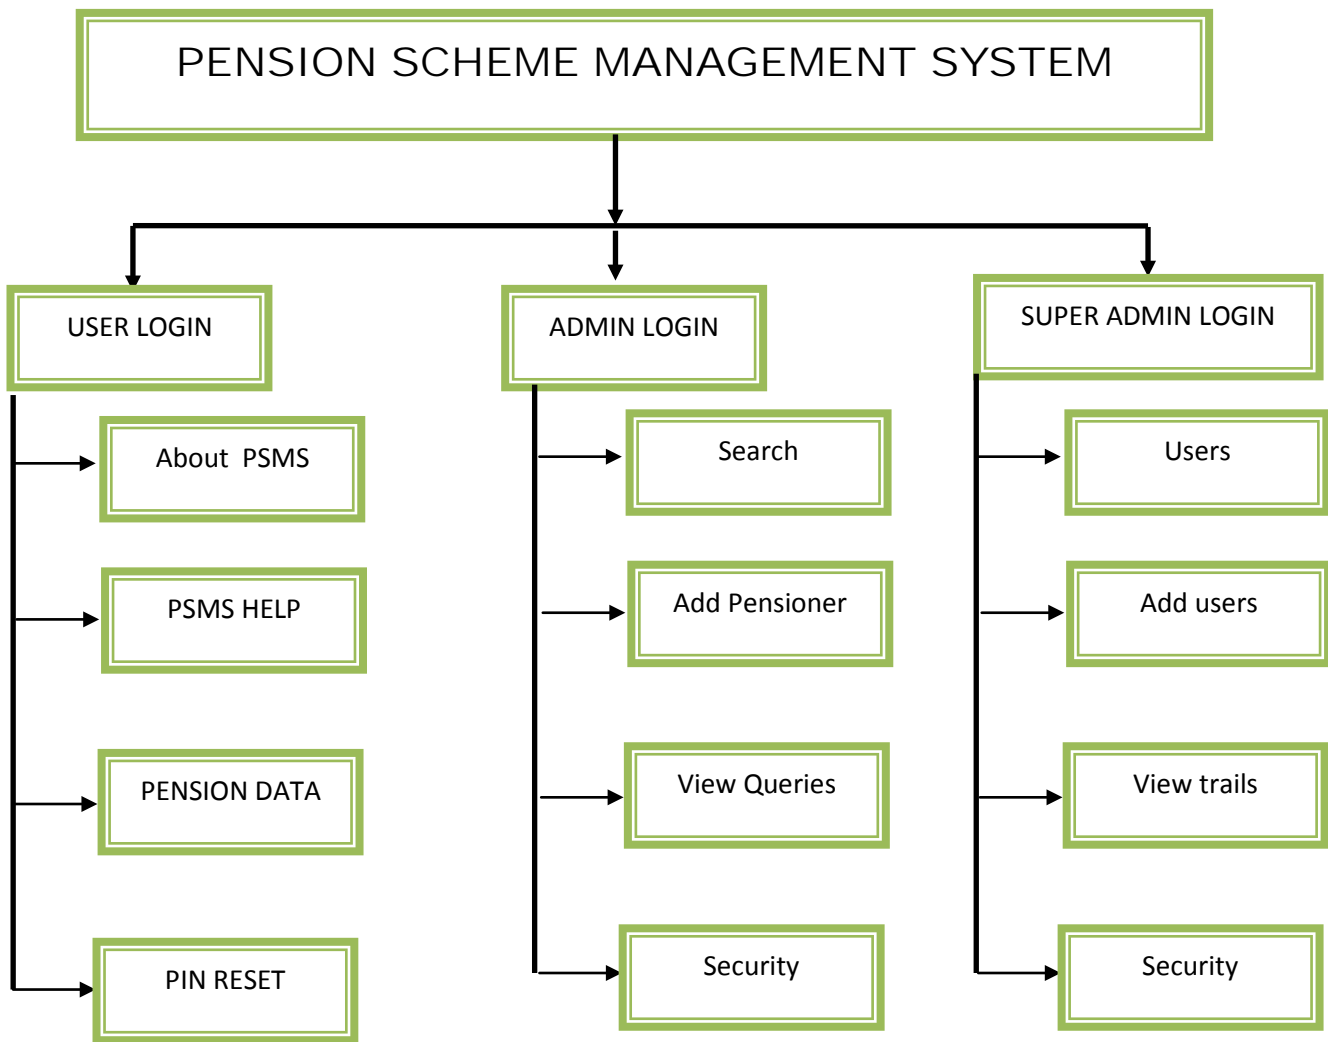 PENSION SCHEME MANAGEMENT SYSTEM
USER LOGIN
ADMIN LOGIN
SUPER ADMIN LOGIN
About PSMS
Search
Users
PSMS HELP
Add Pensioner
Add users
PENSION DATA
View Queries
View trails
PIN RESET
Security
Security